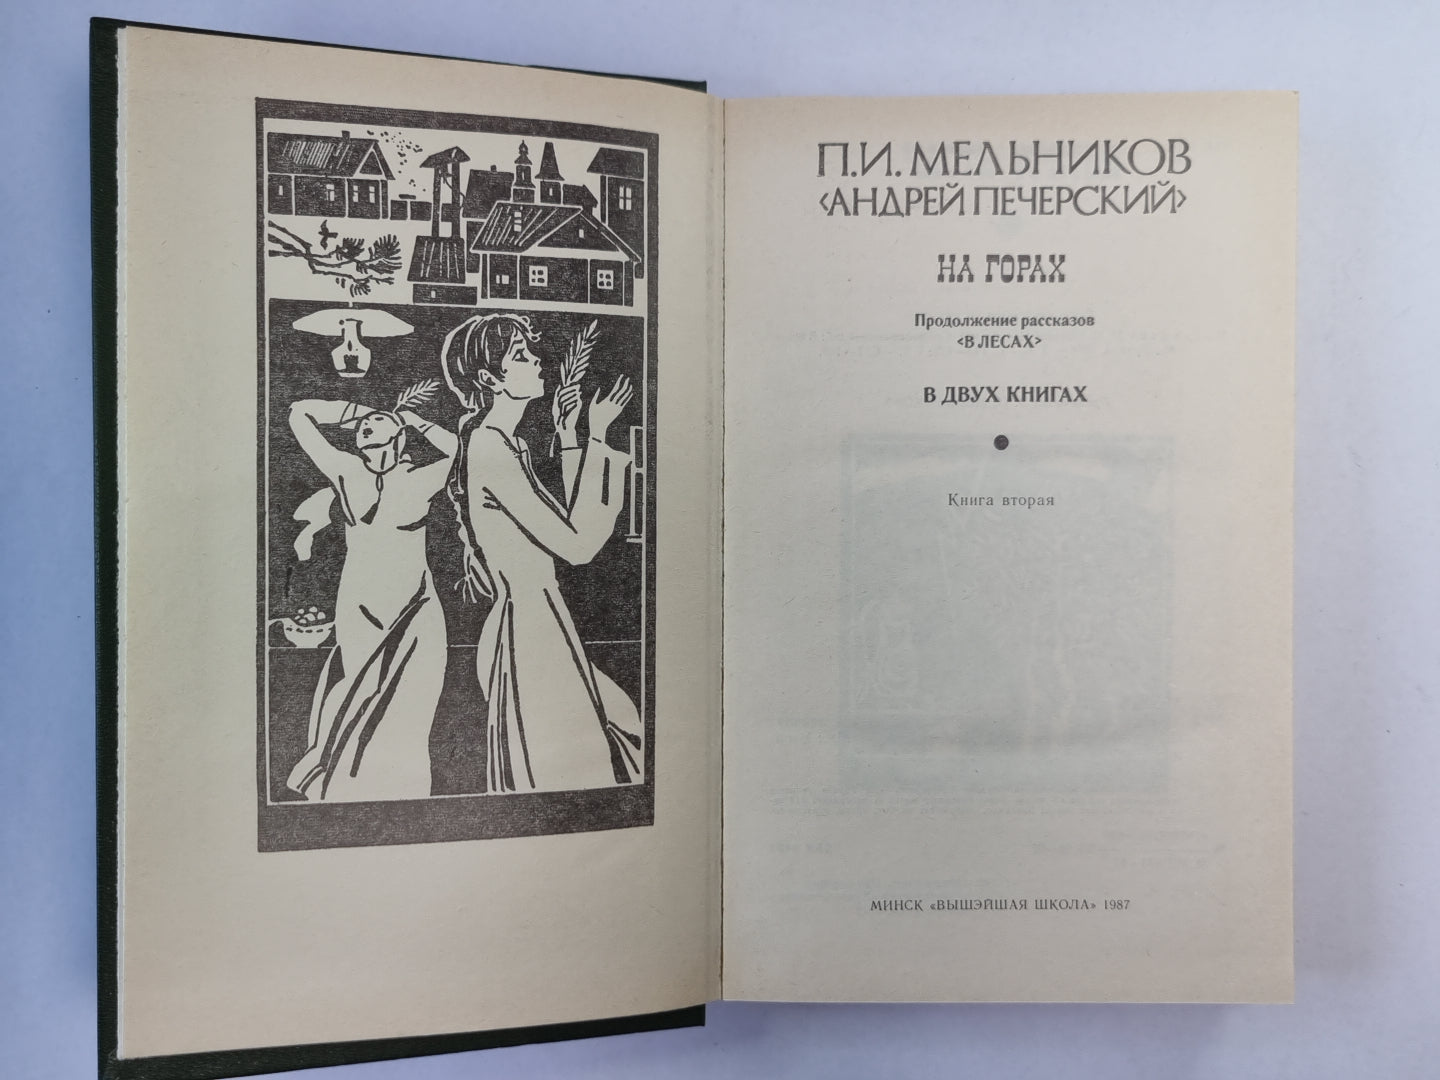 П.И. МЕЛЬНИКОВ
‹АНДРЕЙ ПЕЧЕРСКИЙ›
НА ГОРАХ
Продолжение рассказов
‹В ЛЕСАХ›
В ДВУХ КНИГАХ
Книга вторая
МИНСК «ВЫШЭЙШАЯ ШКОЛА» 1987